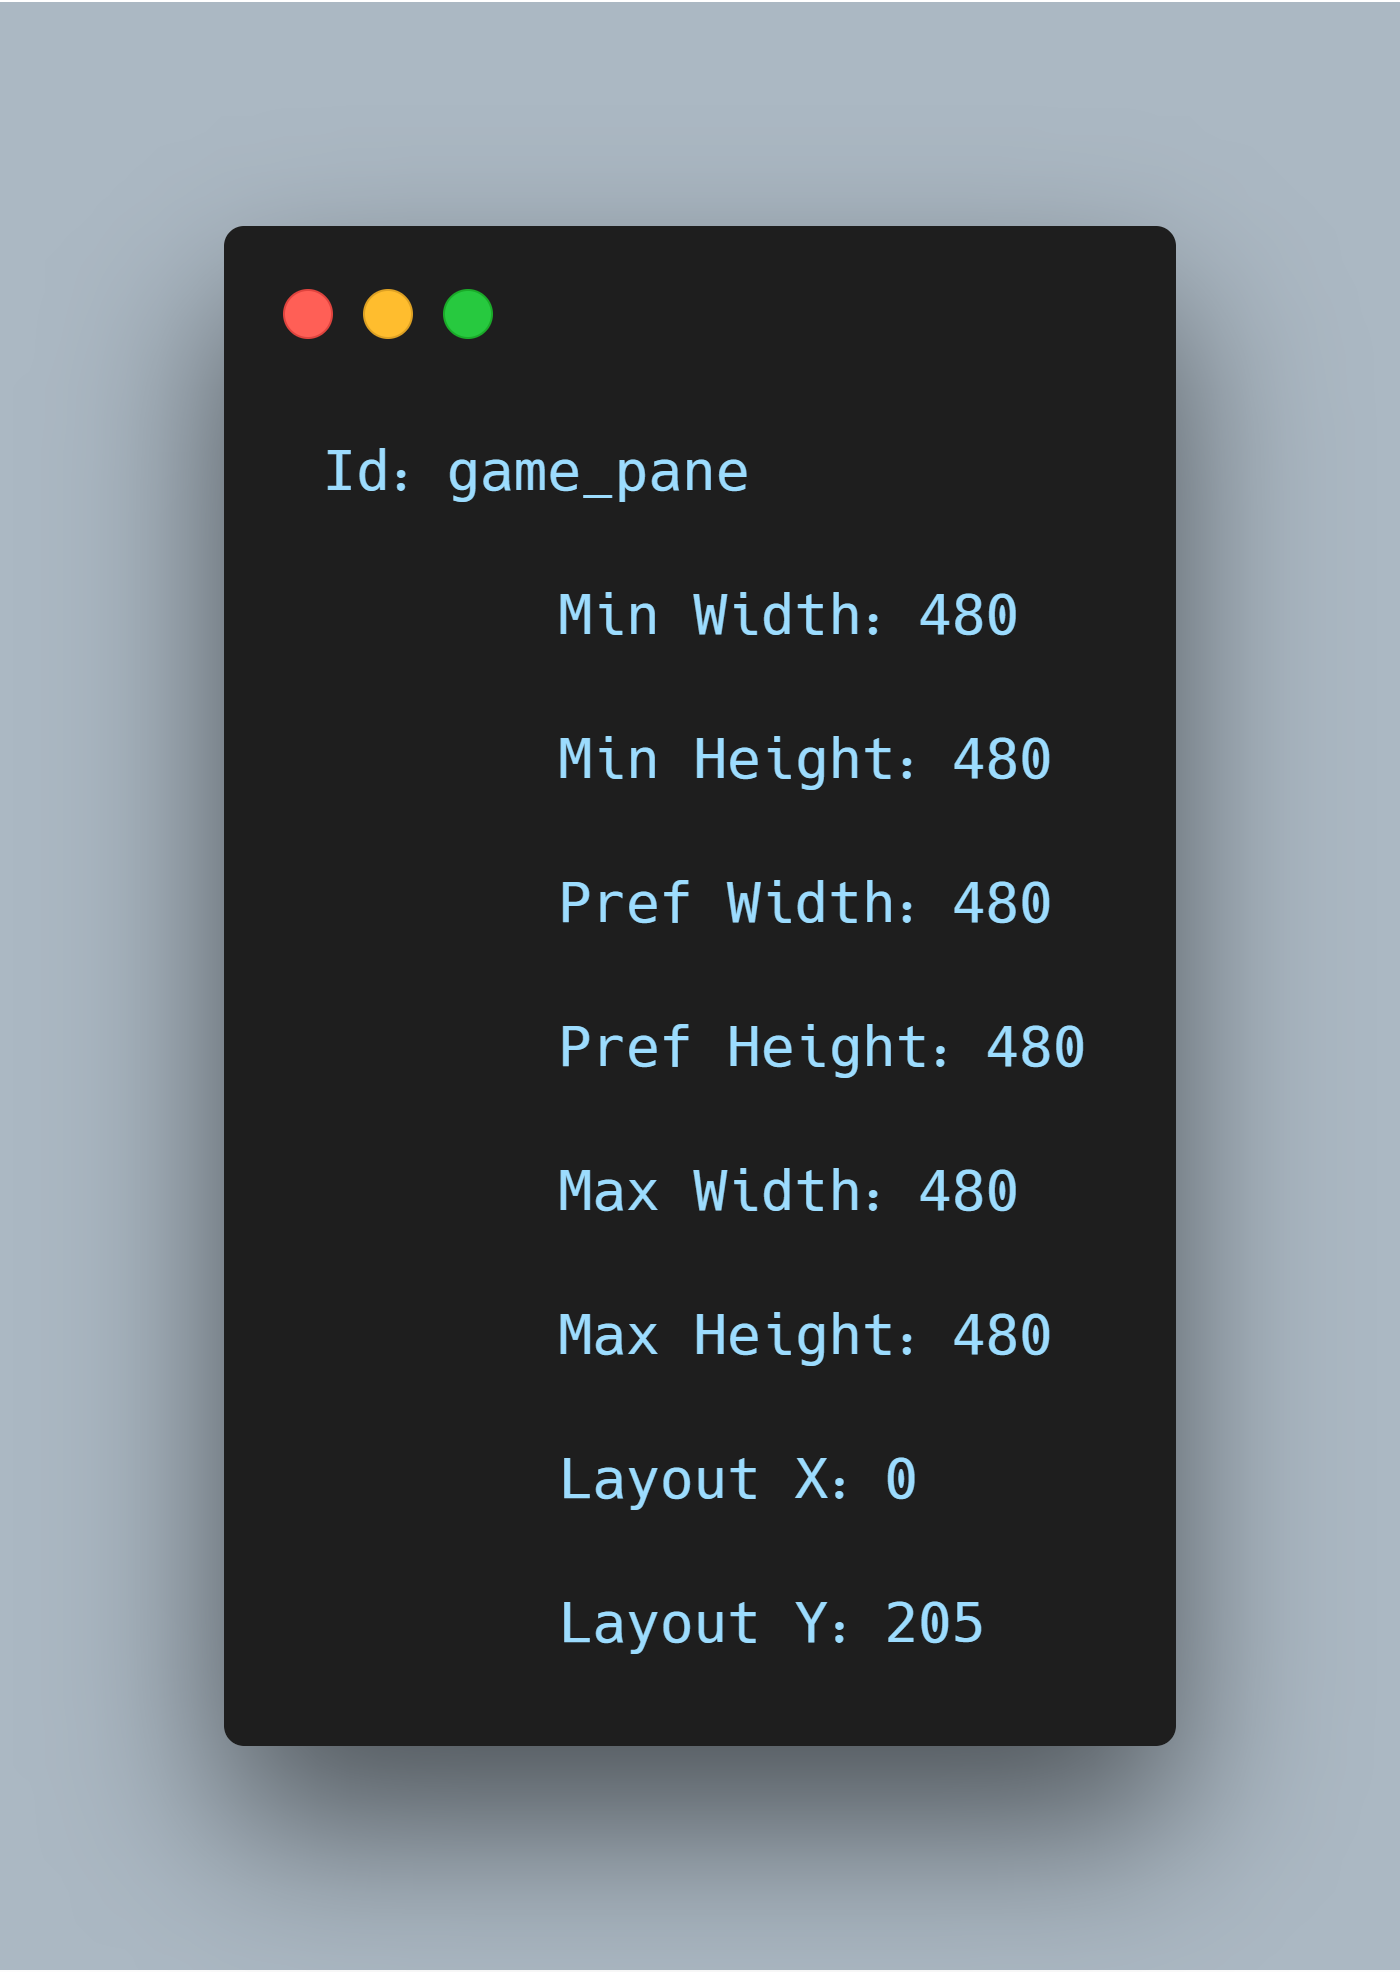 Id: game_pane
Min Width: 480
Min Height: 480
Pref Width: 480
Pref Height: 480
Max Width: 480
Max Height: 480
Layout X: 0
Layout Y: 205